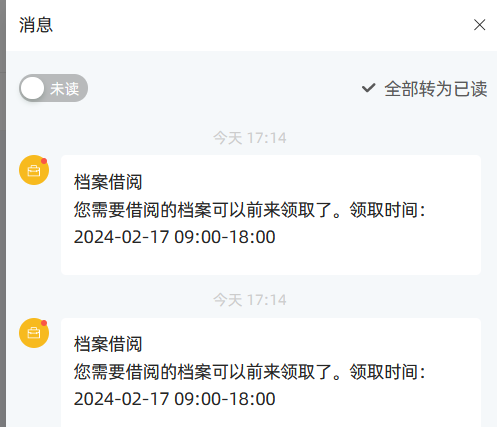 消息
未读
全部转为已读
今天 17:14
档案借阅
您需要借阅的档案可以前来领取了。领取时间：
2024-02-17 09:00-18:00
今天 17:14
档案借阅
您需要借阅的档案可以前来领取了。领取时间：
2024-02-17 09:00-18:00